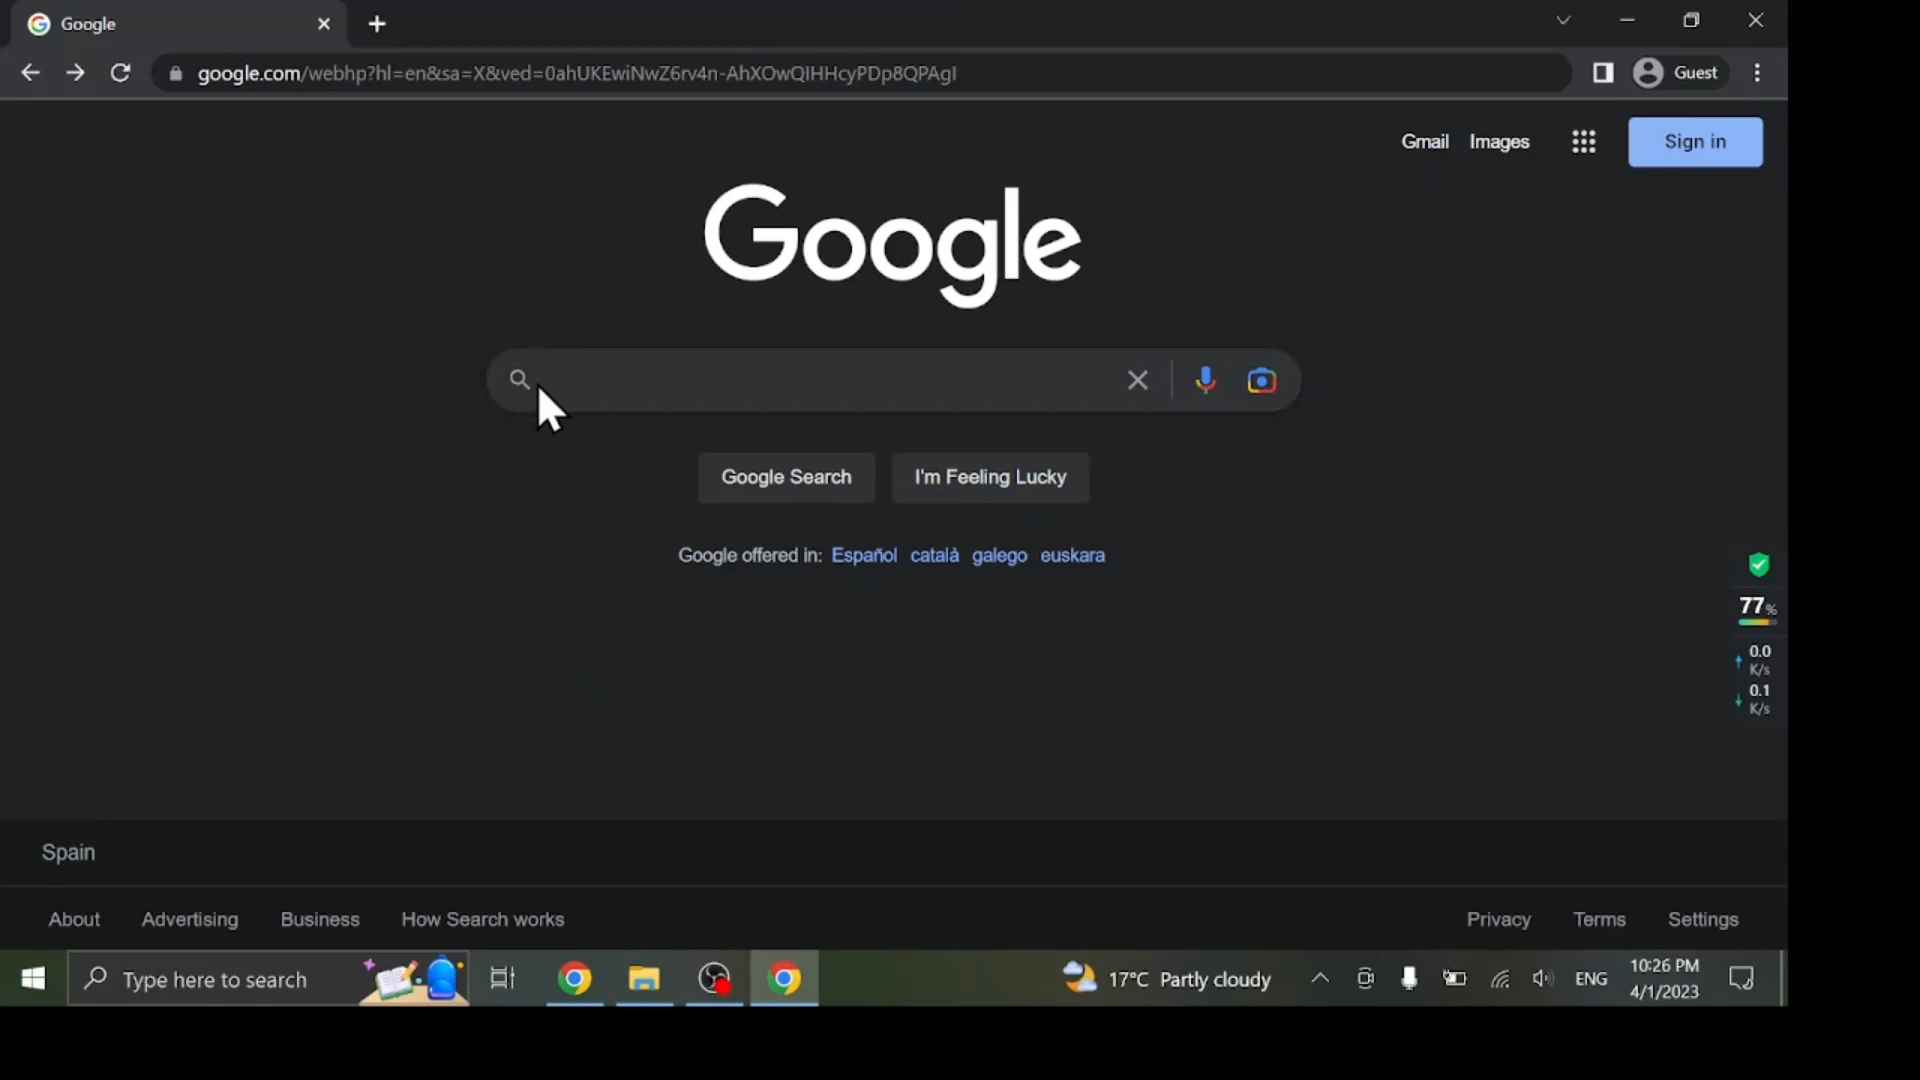 Google
google.com/webhp?hl=en&sa=X&ved=0ahUKEwiNwZ6rv4n-AhXOwQIHHcyPDp8QPAgI
Guest
Gmail Images Sign in
Google
Google Search I'm Feeling Lucky
Google offered in: Español català galego euskara
77%
0.0
K/s
0.1
K/s
Spain
About Advertising Business How Search works Privacy Terms Settings
Type here to search 17°C Partly cloudy ENG 10:26 PM
4/1/2023